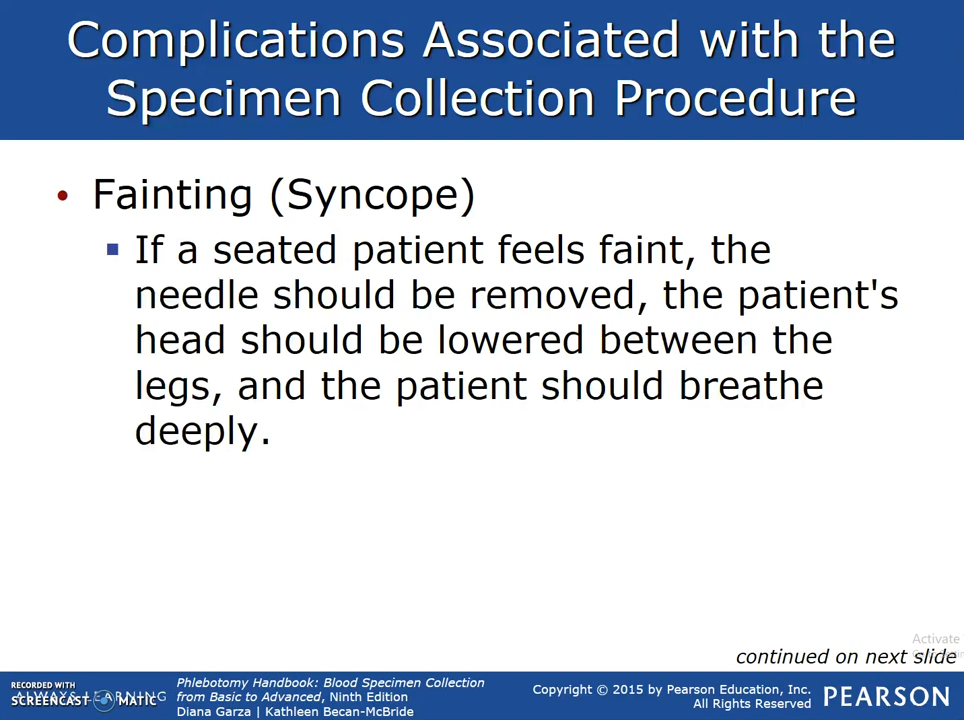 Complications Associated with the
Specimen Collection Procedure
• Fainting (Syncope)
▪ If a seated patient feels faint, the
needle should be removed, the patient's
head should be lowered between the
legs, and the patient should breathe
deeply.
Activate
continued on next slide
RECORDED WITH
SCREENCAST MATIC
ALWAYS LEARNING
Phlebotomy Handbook: Blood Specimen Collection
from Basic to Advanced, Ninth Edition
Diana Garza | Kathleen Becan-McBride
Copyright © 2015 by Pearson Education, Inc.
All Rights Reserved
PEARSON